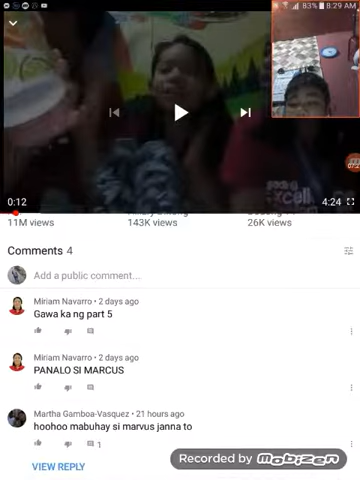 83% 8:29 AM
0:12
4:24
11M views
143K views
26K views
Comments 4
Add a public comment...
Miriam Navarro • 2 days ago
Gawa ka ng part 5
Miriam Navarro • 2 days ago
PANALO SI MARCUS
Martha Gamboa-Vasquez • 21 hours ago
hoohoo mabuhay si marvus janna to
1
VIEW REPLY
Recorded by Mobizen